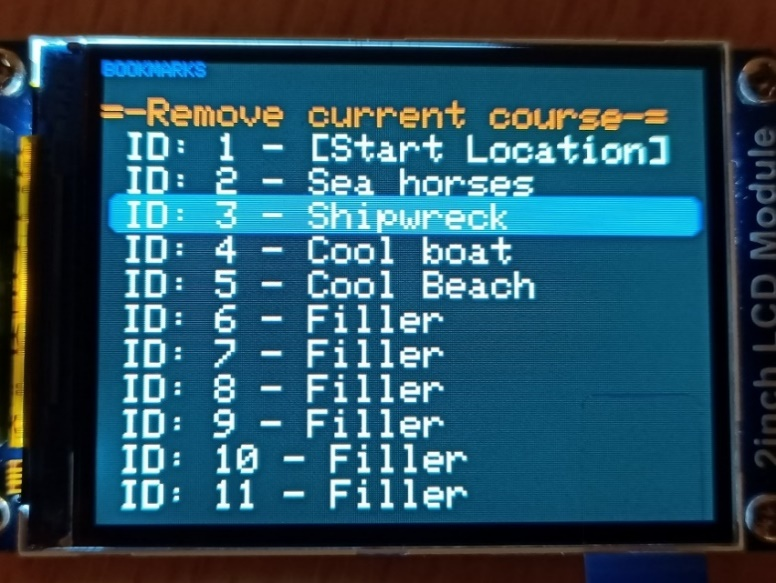 BOOKMARKS
=-Remove current course-=
ID: 1 - [Start Location]
ID: 2 - Sea horses
ID: 3 - Shipwreck
ID: 4 - Cool boat
ID: 5 - Cool Beach
ID: 6 - Filler
ID: 7 - Filler
ID: 8 - Filler
ID: 9 - Filler
ID: 10 - Filler
ID: 11 - Filler
2inch LCD Module